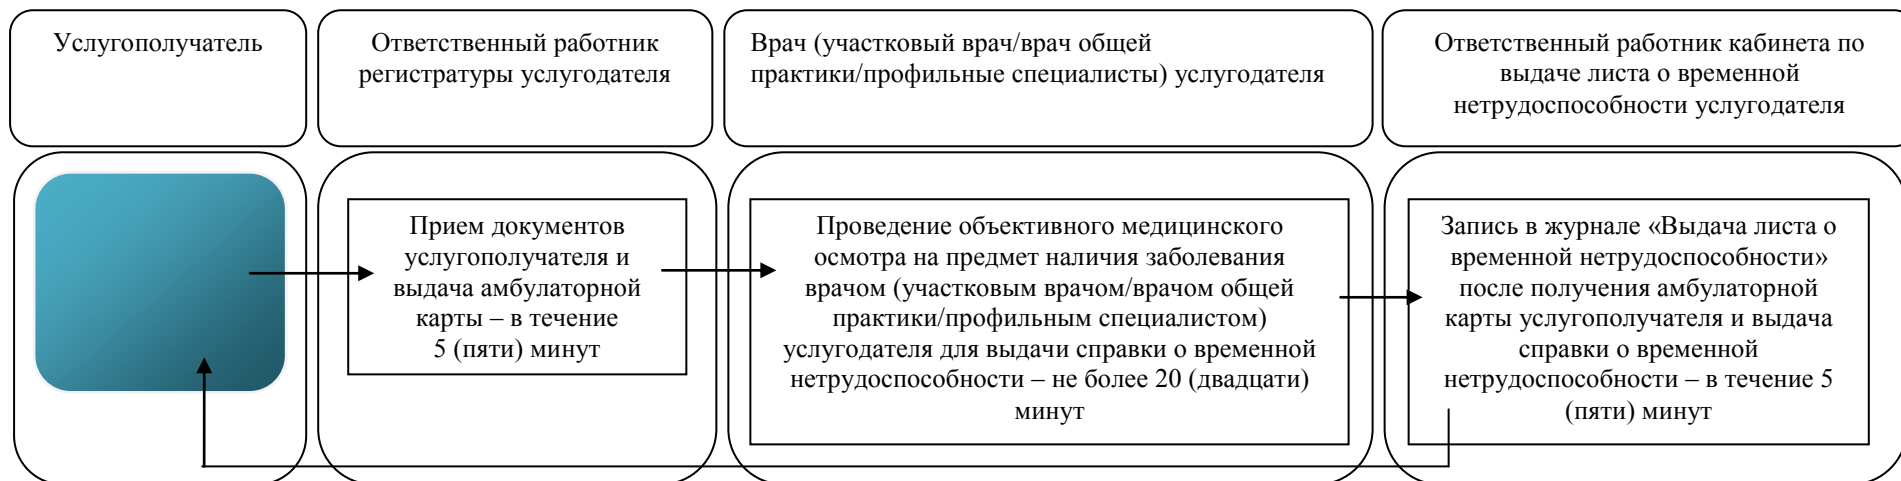 Услугополучатель
Ответственный работник
регистратуры услугодателя
Врач (участковый врач/врач общей
практики/профильные специалисты) услугодателя
Ответственный работник кабинета по
выдаче листа о временной
нетрудоспособности услугодателя
Прием документов
услугополучателя и
выдача амбулаторной
карты – в течение
5 (пяти) минут
Проведение объективного медицинского
осмотра на предмет наличия заболевания
врачом (участковым врачом/врачом общей
практики/профильным специалистом)
услугодателя для выдачи справки о временной
нетрудоспособности – не более 20 (двадцати)
минут
Запись в журнале «Выдача листа о
временной нетрудоспособности»
после получения амбулаторной
карты услугополучателя и выдача
справки о временной
нетрудоспособности – в течение 5
(пяти) минут